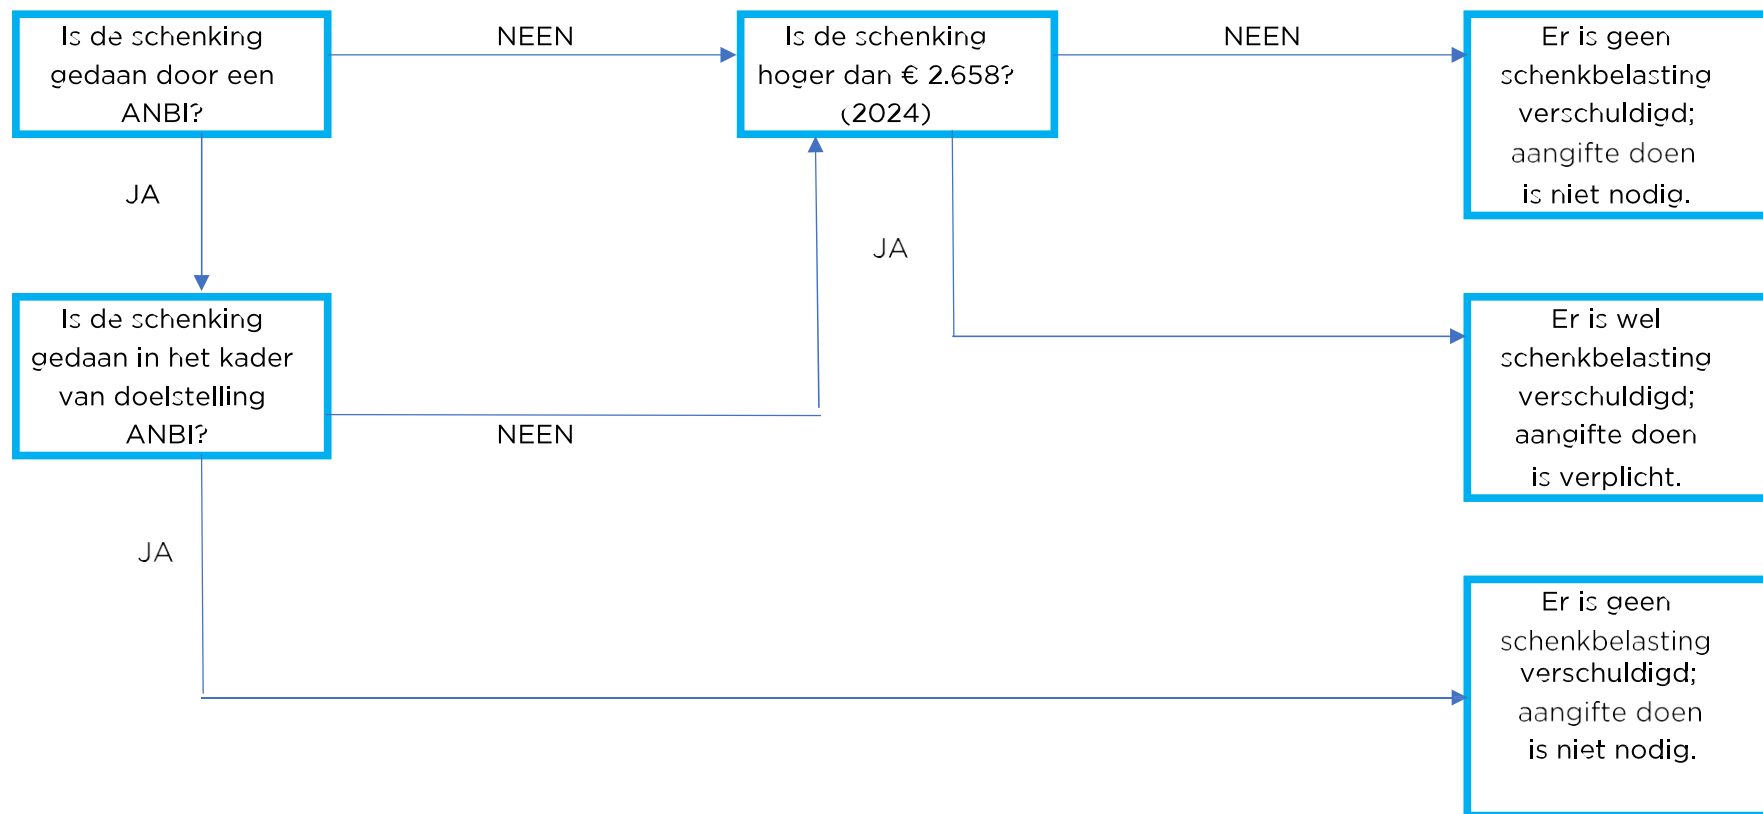 Is de schenking
gedaan door een
ANBI?
NEEN
Is de schenking
hoger dan € 2.658?
(2024)
NEEN
Er is geen
schenkbelasting
verschuldigd;
aangifte doen
is niet nodig.
JA
JA
Is de schenking
gedaan in het kader
van doelstelling
ANBI?
NEEN
Er is wel
schenkbelasting
verschuldigd;
aangifte doen
is verplicht.
JA
Er is geen
schenkbelasting
verschuldigd;
aangifte doen
is niet nodig.